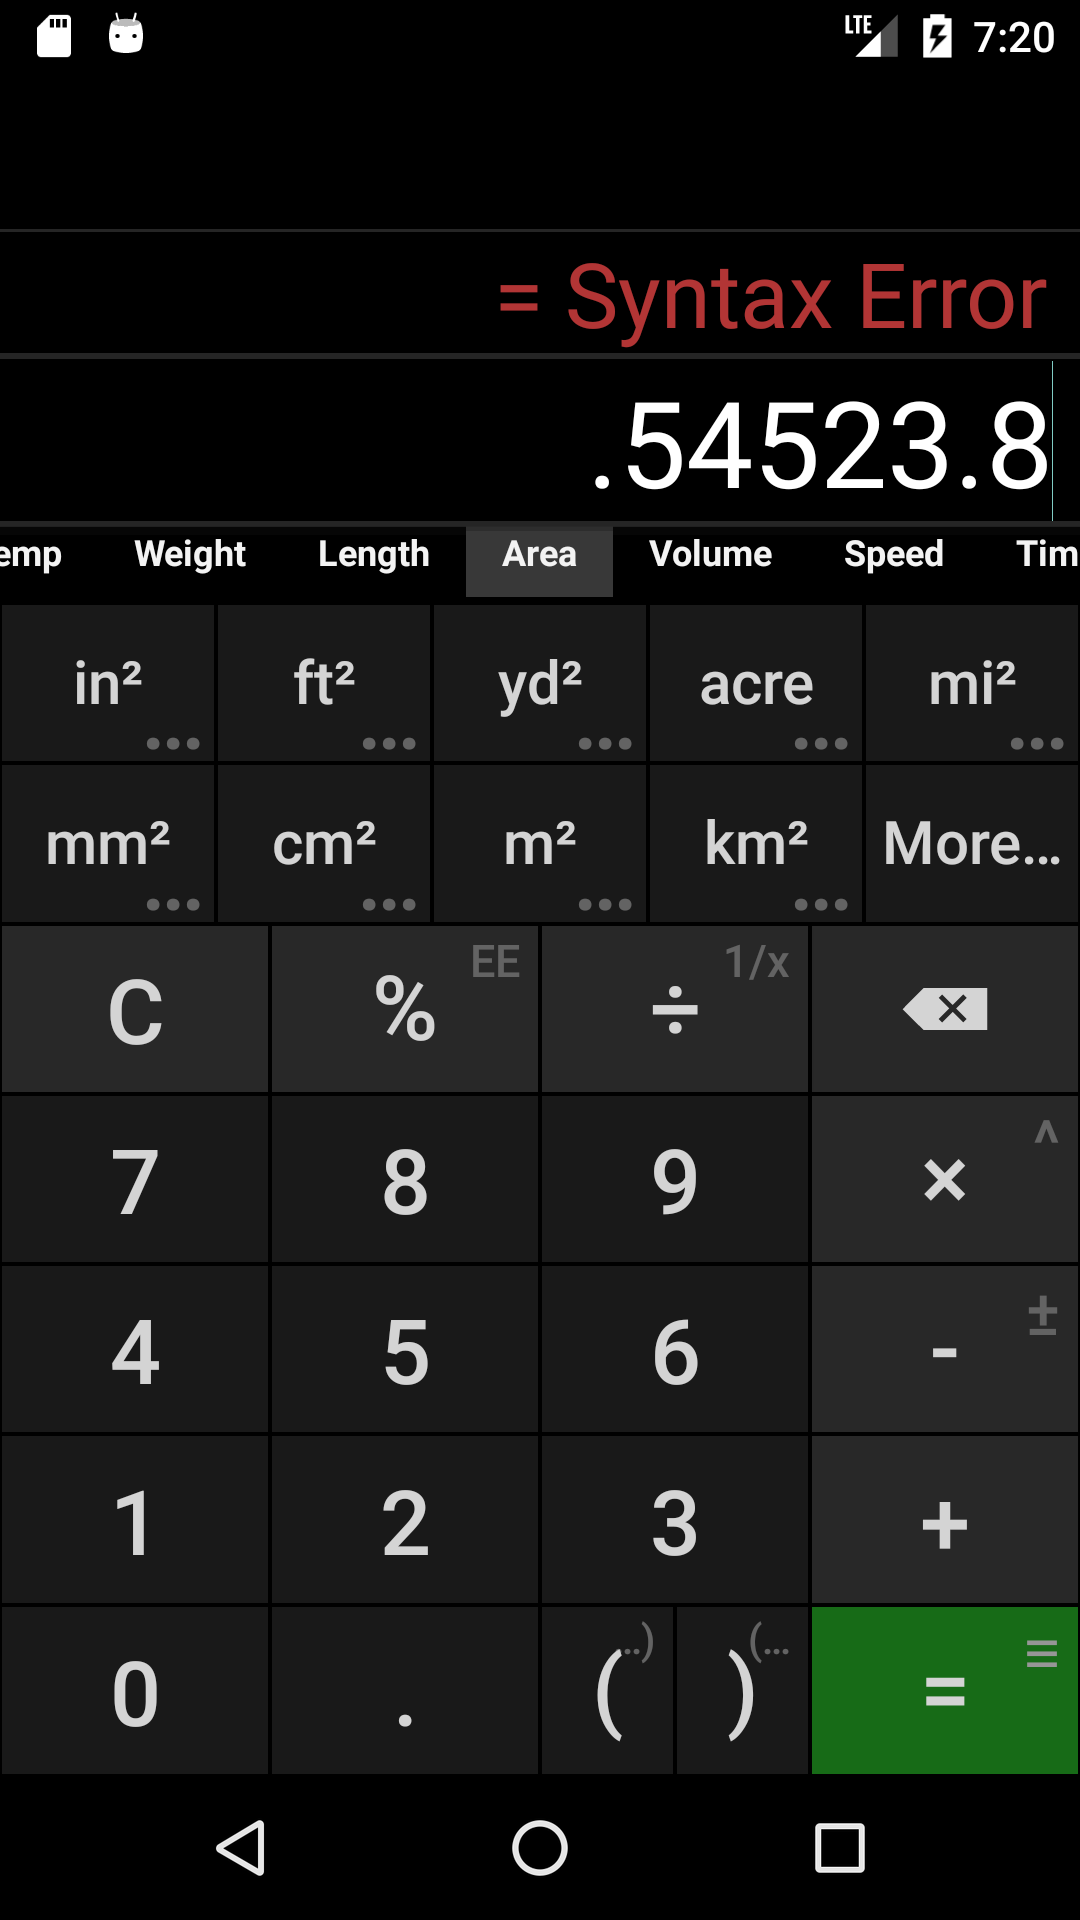 LTE 7:20
= Syntax Error
.54523.8
emp Weight Length Area Volume Speed Tim
in² ft² yd² acre mi²
... ... ... ... ...
mm² cm² m² km² More...
... ... ... ...
C % EE ÷ 1/x
7 8 9 × ^
4 5 6 - ±
1 2 3 +
0 . ( ..) ) (... =